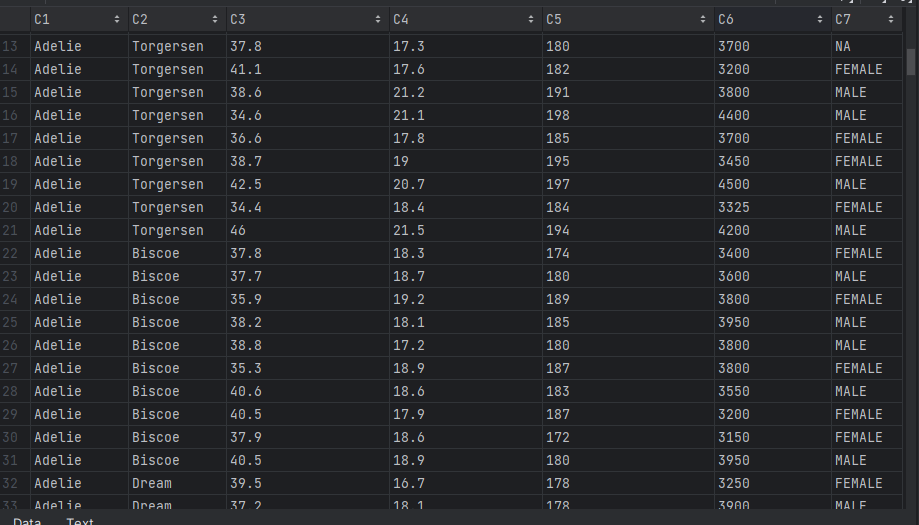 C1 C2 C3 C4 C5 C6 C7
13 Adelie Torgersen 37.8 17.3 180 3700 NA
14 Adelie Torgersen 41.1 17.6 182 3200 FEMALE
15 Adelie Torgersen 38.6 21.2 191 3800 MALE
16 Adelie Torgersen 34.6 21.1 198 4400 MALE
17 Adelie Torgersen 36.6 17.8 185 3700 FEMALE
18 Adelie Torgersen 38.7 19 195 3450 FEMALE
19 Adelie Torgersen 42.5 20.7 197 4500 MALE
20 Adelie Torgersen 34.4 18.4 184 3325 FEMALE
21 Adelie Torgersen 46 21.5 194 4200 MALE
22 Adelie Biscoe 37.8 18.3 174 3400 FEMALE
23 Adelie Biscoe 37.7 18.7 180 3600 MALE
24 Adelie Biscoe 35.9 19.2 189 3800 FEMALE
25 Adelie Biscoe 38.2 18.1 185 3950 MALE
26 Adelie Biscoe 38.8 17.2 180 3800 MALE
27 Adelie Biscoe 35.3 18.9 187 3800 FEMALE
28 Adelie Biscoe 40.6 18.6 183 3550 MALE
29 Adelie Biscoe 40.5 17.9 187 3200 FEMALE
30 Adelie Biscoe 37.9 18.6 172 3150 FEMALE
31 Adelie Biscoe 40.5 18.9 180 3950 MALE
32 Adelie Dream 39.5 16.7 178 3250 FEMALE
33 Adelie Dream 37.2 18.1 178 3900 MALE
Data Text